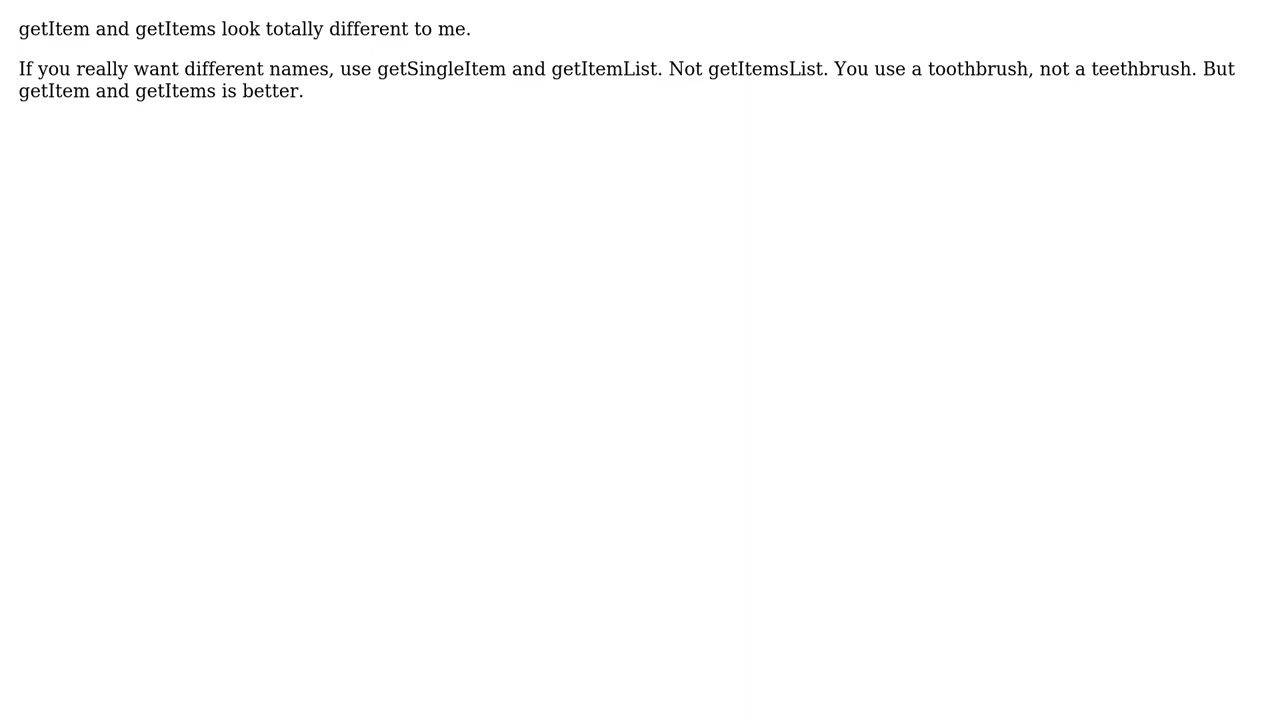 getItem and getItems look totally different to me.
If you really want different names, use getSingleItem and getItemList. Not getItemsList. You use a toothbrush, not a teethbrush. But
getItem and getItems is better.